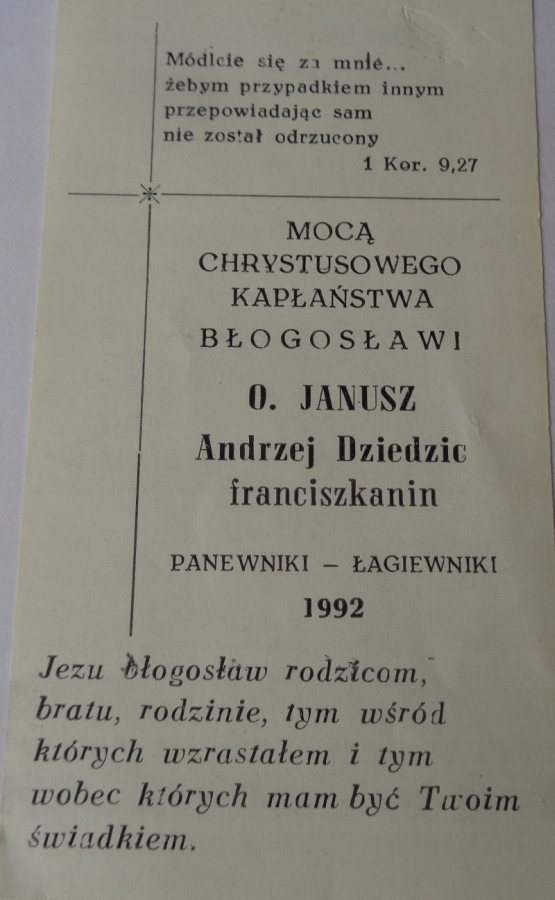 Módlcie się za mnie...
żebym przypadkiem innym
przepowiadając sam
nie został odrzucony
1 Kor. 9,27
MOCĄ
CHRYSTUSOWEGO
KAPŁAŃSTWA
BŁOGOSŁAWI
O. JANUSZ
Andrzej Dziedzic
franciszkanin
PANEWNIKI – ŁAGIEWNIKI
1992
Jezu błogosław rodzicom,
bratu, rodzinie, tym wśród
których wzrastałem i tym
wobec których mam być Twoim
świadkiem.